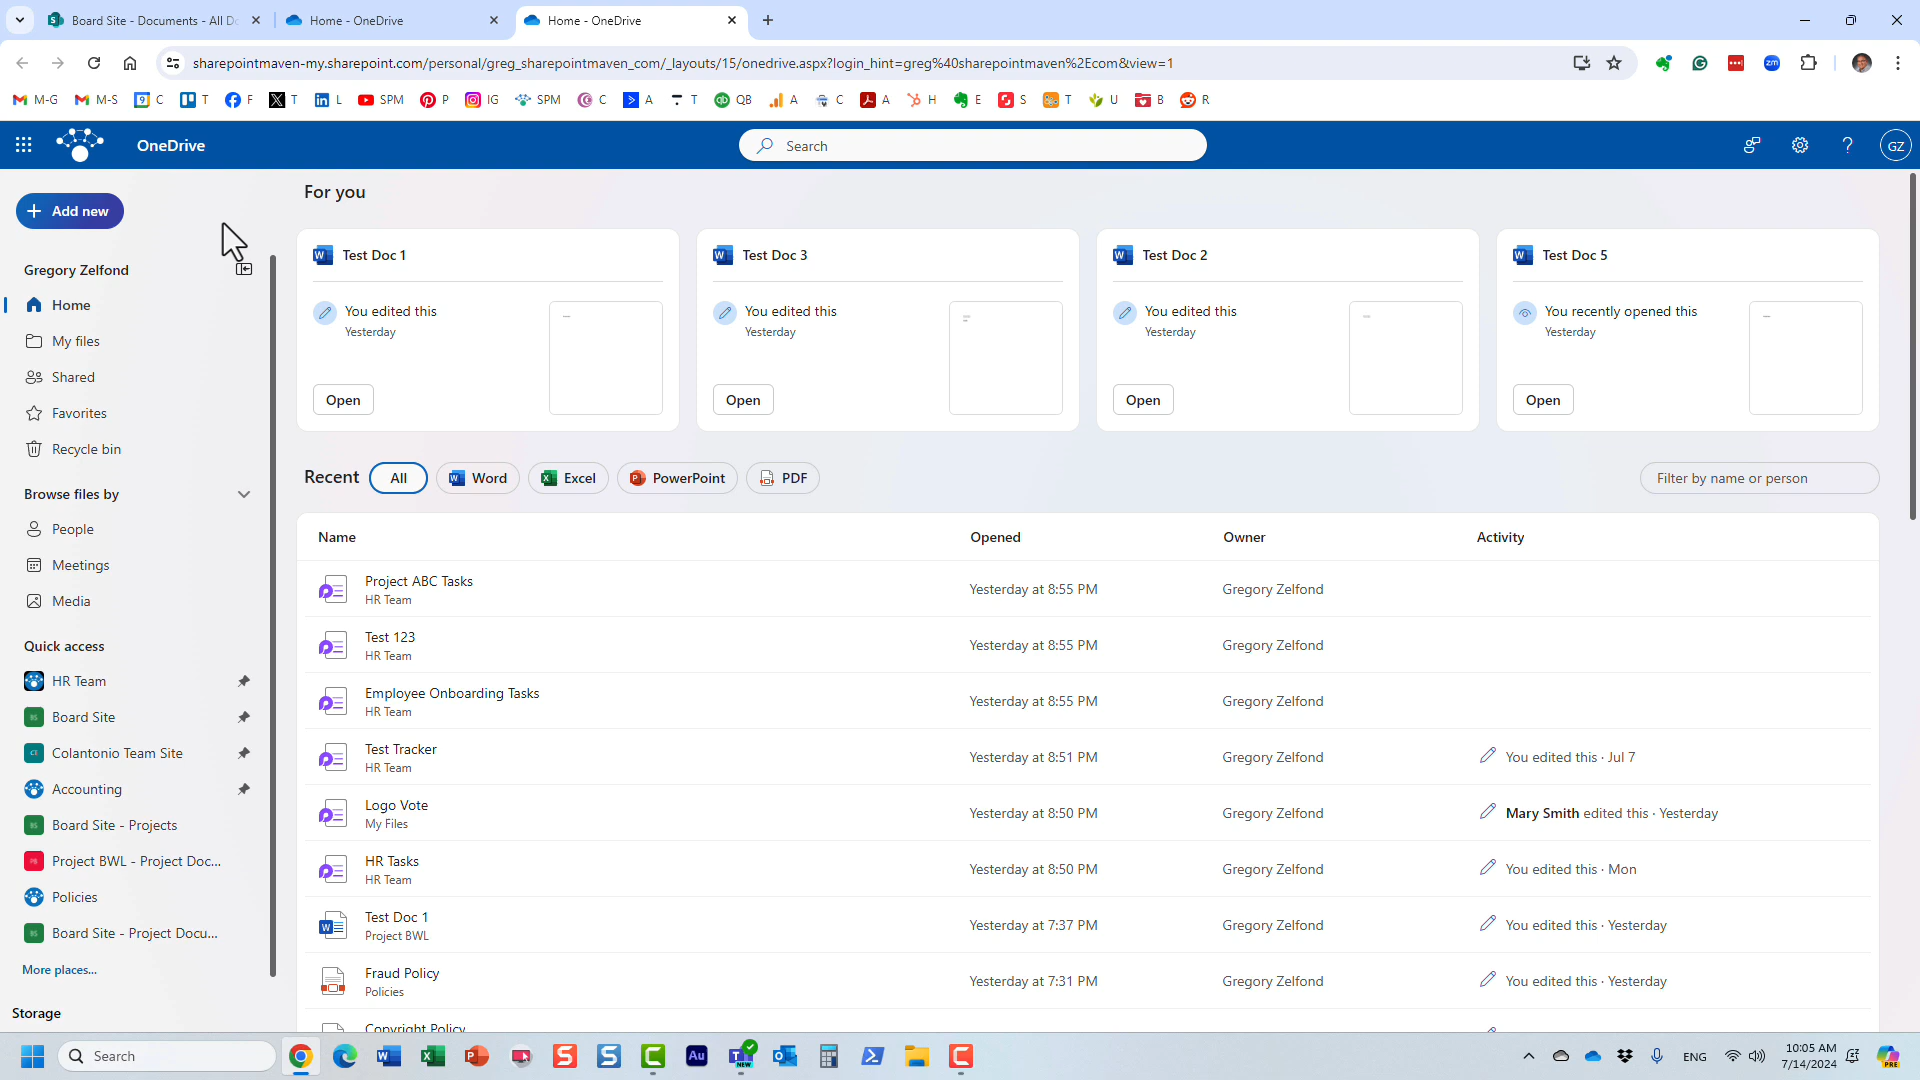 Board Site - Documents - All Do
Home - OneDrive
Home - OneDrive
sharepointmaven-my.sharepoint.com/personal/greg_sharepointmaven_com/_layouts/15/onedrive.aspx?login_hint=greg%40sharepointmaven%2Ecom&view=1
M-G M-S C T F T L SPM P IG SPM C A T QB A C A H E S T U B R
OneDrive
Search
GZ
Add new
For you
Gregory Zelfond
Home
My files
Shared
Favorites
Recycle bin
Browse files by
People
Meetings
Media
Quick access
HR Team
Board Site
Colantonio Team Site
Accounting
Board Site - Projects
Project BWL - Project Doc...
Policies
Board Site - Project Docu...
More places...
Storage
Test Doc 1
You edited this
Yesterday
Open
Test Doc 3
You edited this
Yesterday
Open
Test Doc 2
You edited this
Yesterday
Open
Test Doc 5
You recently opened this
Yesterday
Open
Recent All Word Excel PowerPoint PDF
Filter by name or person
Name Opened Owner Activity
Project ABC Tasks
HR Team
Yesterday at 8:55 PM Gregory Zelfond
Test 123
HR Team
Yesterday at 8:55 PM Gregory Zelfond
Employee Onboarding Tasks
HR Team
Yesterday at 8:55 PM Gregory Zelfond
Test Tracker
HR Team
Yesterday at 8:51 PM Gregory Zelfond You edited this · Jul 7
Logo Vote
My Files
Yesterday at 8:50 PM Gregory Zelfond Mary Smith edited this · Yesterday
HR Tasks
HR Team
Yesterday at 8:50 PM Gregory Zelfond You edited this · Mon
Test Doc 1
Project BWL
Yesterday at 7:37 PM Gregory Zelfond You edited this · Yesterday
Fraud Policy
Policies
Yesterday at 7:31 PM Gregory Zelfond You edited this · Yesterday
Copyright Policy
Search
ENG
10:05 AM
7/14/2024